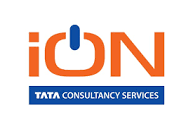 iON
TATA CONSULTANCY SERVICES